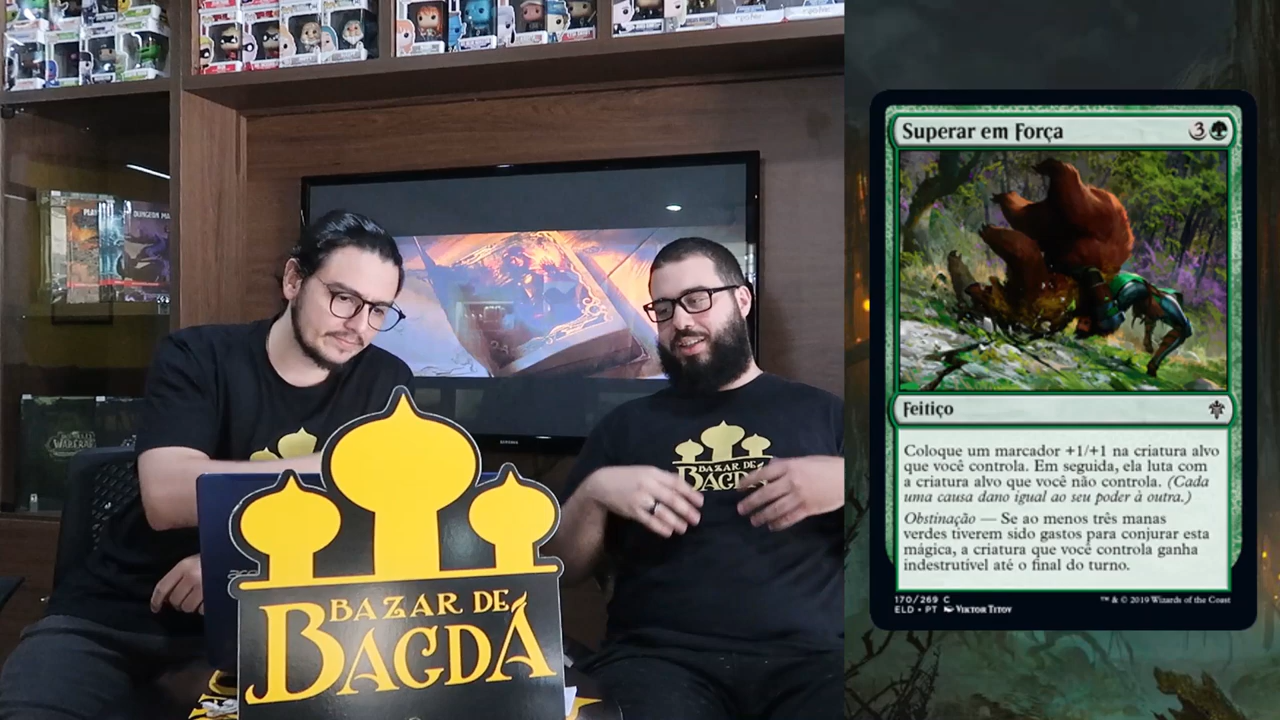 PLAY
DUNGEON MA
WARCRAFT
SAMSUNG
BAZAR DE
BAGDÁ
BAZAR DE
BAGDÁ
Superar em Força
3
Feitiço
Coloque um marcador +1/+1 na criatura alvo
que você controla. Em seguida, ela luta com
a criatura alvo que você não controla. (Cada
uma causa dano igual ao seu poder à outra.)
Obstinação — Se ao menos três manas
verdes tiverem sido gastos para conjurar esta
mágica, a criatura que você controla ganha
indestrutível até o final do turno.
170/269 C
ELD • PT Viktor Titov
™ & © 2019 Wizards of the Coast